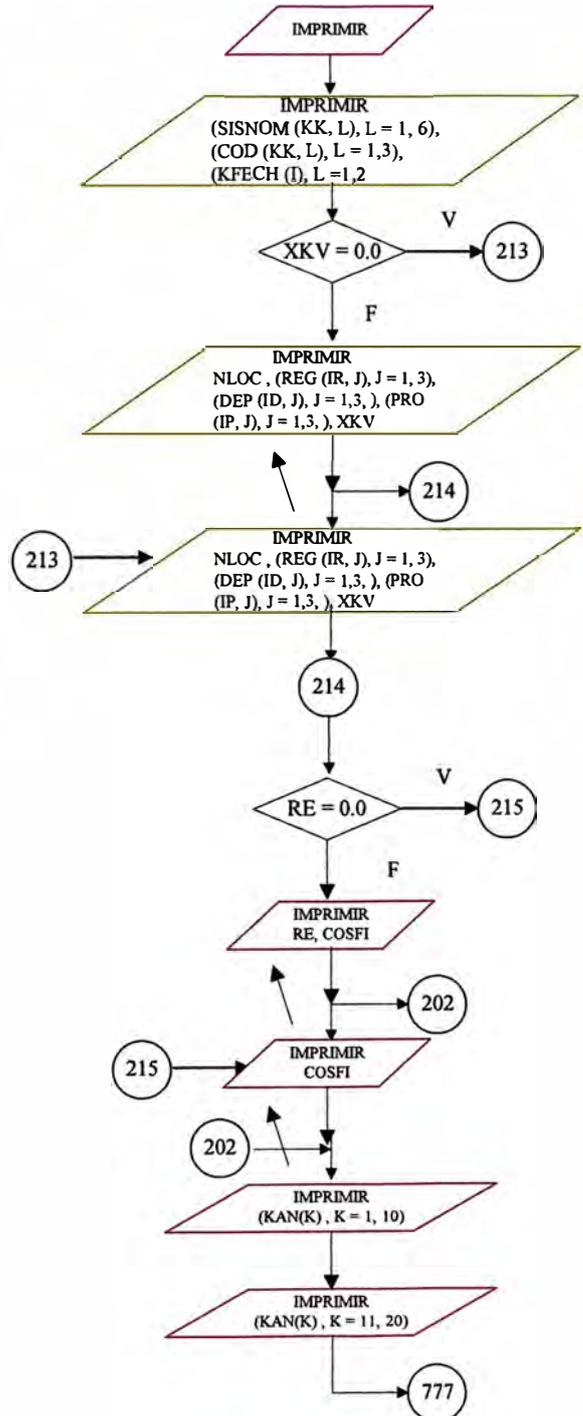 IMPRIMIR
IMPRIMIR
(SISNOM (KK, L), L = 1, 6),
(COD (KK, L), L = 1,3),
(KFECH (I), L =1,2
V
XKV = 0.0
213
F
IMPRIMIR
NLOC , (REG (IR, J), J = 1, 3),
(DEP (ID, J), J = 1,3, ), (PRO
(IP, J), J = 1,3, ), XKV
214
IMPRIMIR
213
NLOC , (REG (IR, J), J = 1, 3),
(DEP (ID, J), J = 1,3, ), (PRO
(IP, J), J = 1,3, ), XKV
214
V
RE = 0.0
215
F
IMPRIMIR
RE, COSFI
202
IMPRIMIR
215
COSFI
202
IMPRIMIR
(KAN(K) , K = 1, 10)
IMPRIMIR
(KAN(K) , K = 11, 20)
777